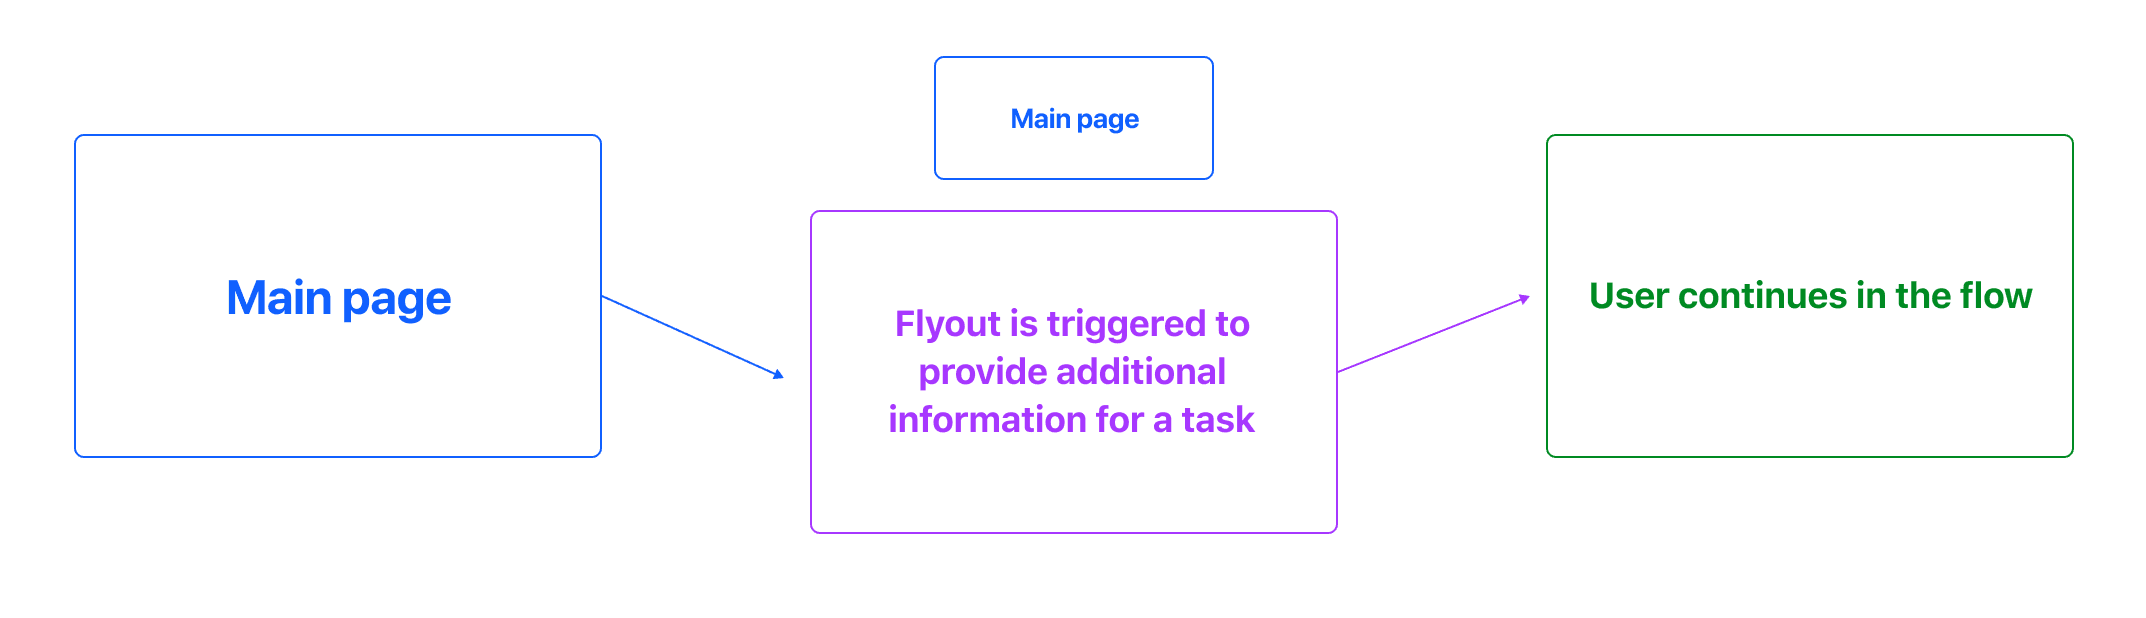 Main page
Main page
Flyout is triggered to
provide additional
information for a task
User continues in the flow